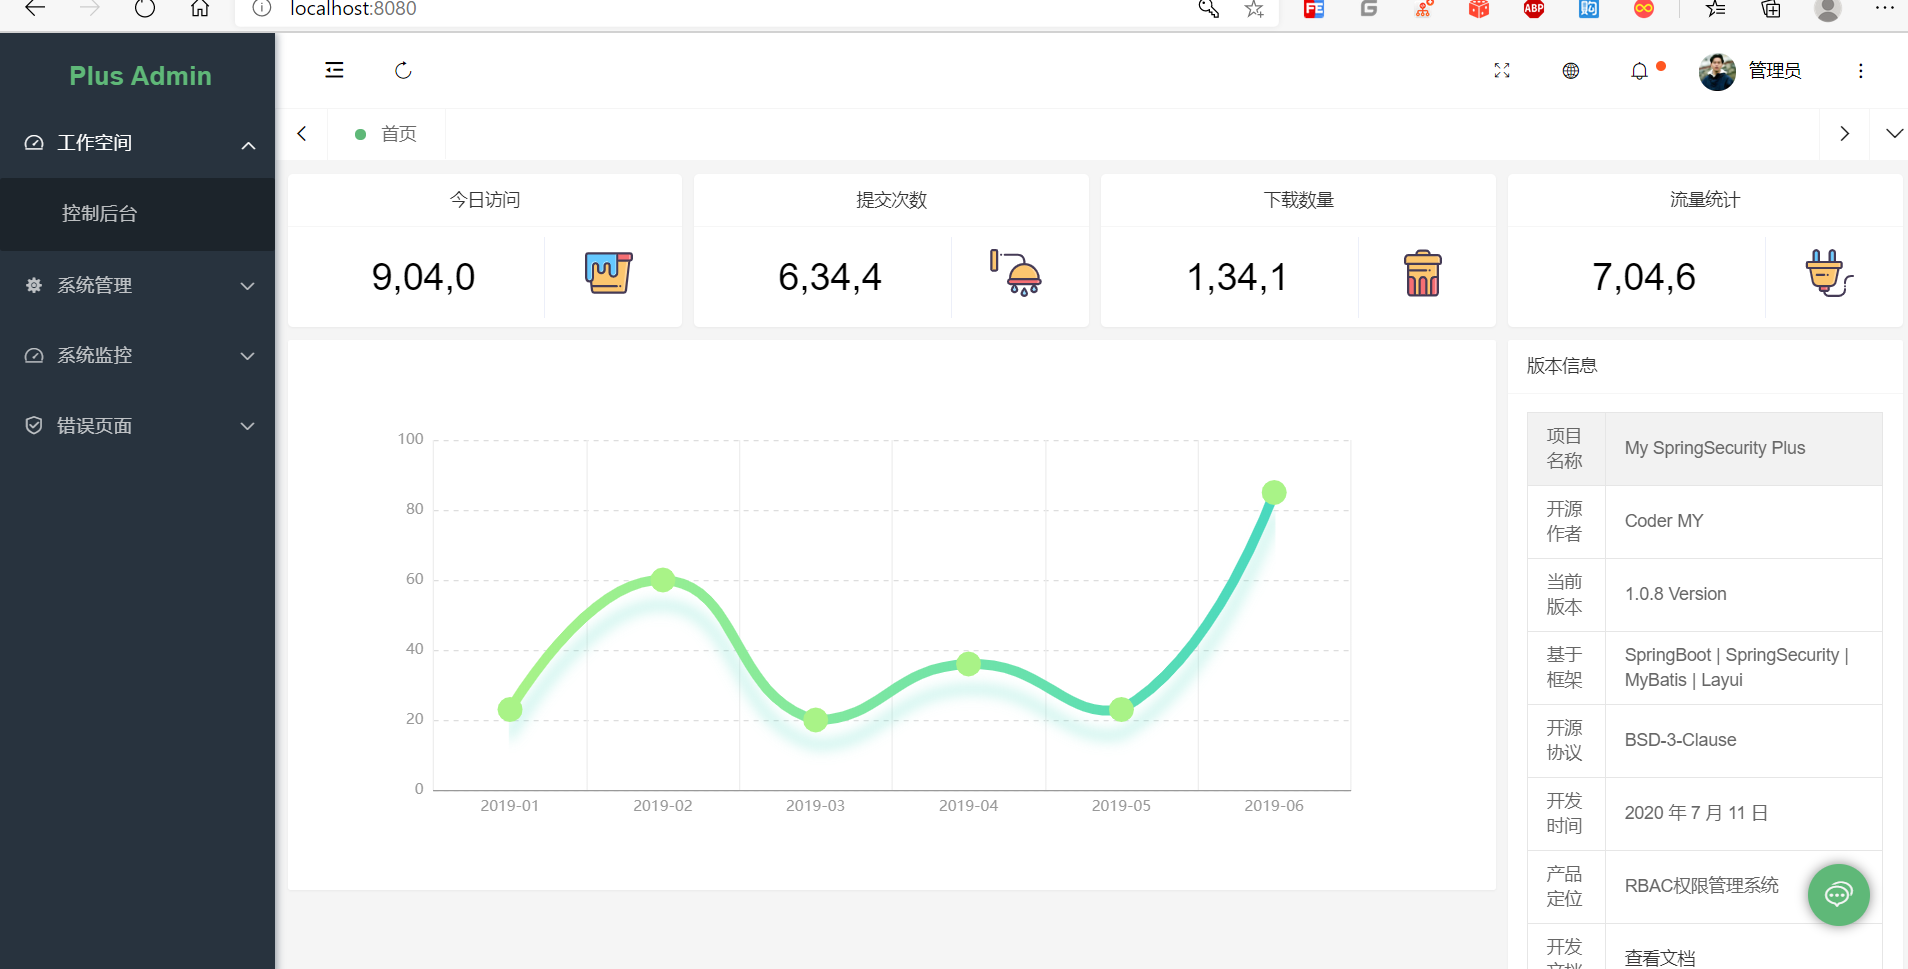 localhost:8080
Plus Admin
管理员
工作空间
控制后台
系统管理
系统监控
错误页面
首页
今日访问
9,04,0
提交次数
6,34,4
下载数量
1,34,1
流量统计
7,04,6
100
80
60
40
20
0
2019-01
2019-02
2019-03
2019-04
2019-05
2019-06
版本信息
项目
名称
My SpringSecurity Plus
开源
作者
Coder MY
当前
版本
1.0.8 Version
基于
框架
SpringBoot | SpringSecurity |
MyBatis | Layui
开源
协议
BSD-3-Clause
开发
时间
2020 年 7 月 11 日
产品
定位
RBAC权限管理系统
开发
查看文档
FE
G
ABP
购